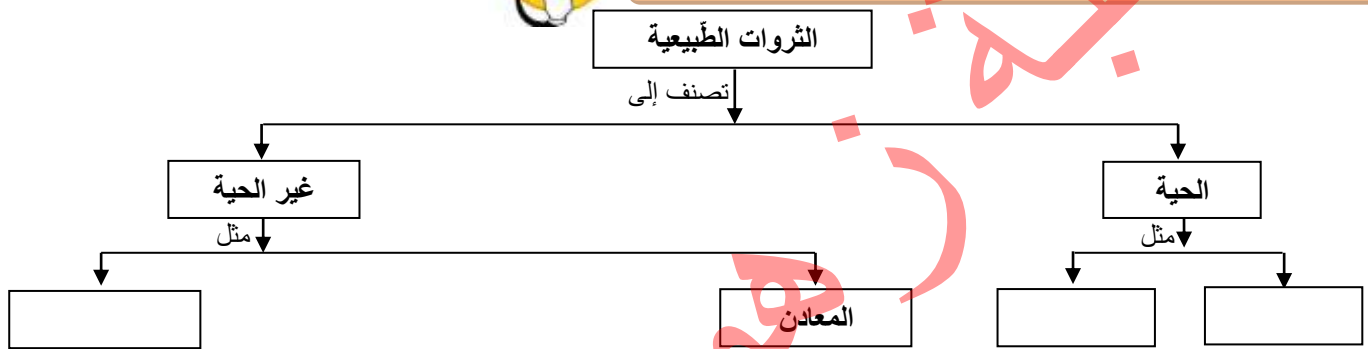 الثروات الطّبيعية
تصنف إلى
الحية
غير الحية
مثل
مثل
المعادن